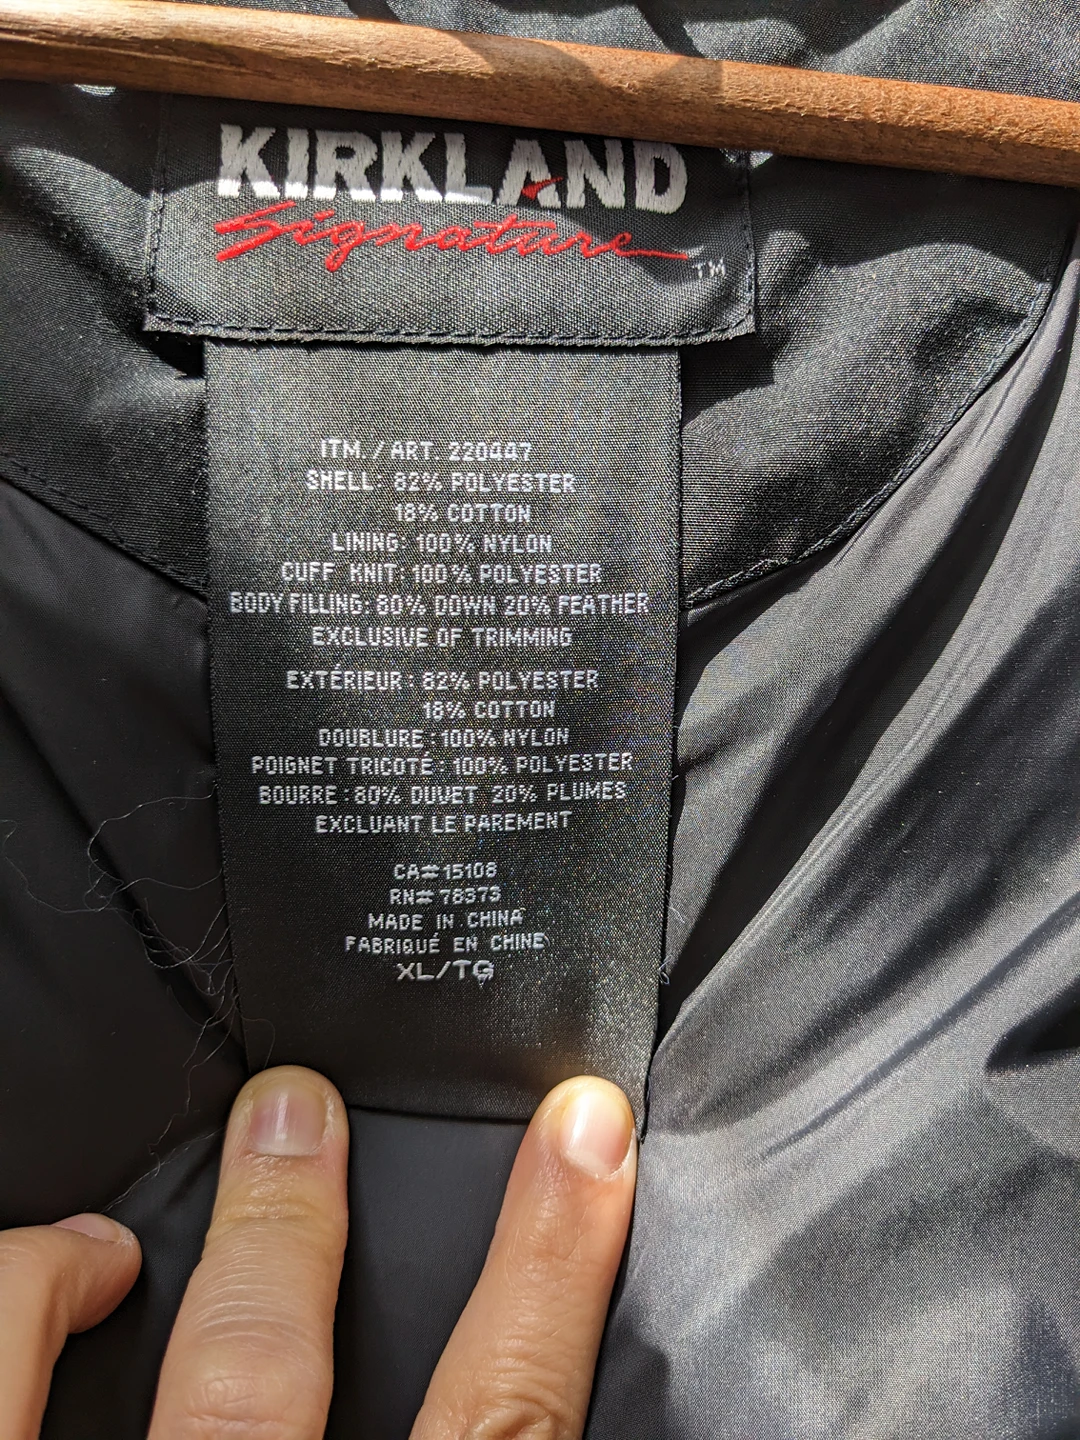 KIRKLAND
Signature
TM
ITM. / ART. 220447
SHELL: 82% POLYESTER
18% COTTON
LINING: 100% NYLON
CUFF KNIT: 100% POLYESTER
BODY FILLING: 80% DOWN 20% FEATHER
EXCLUSIVE OF TRIMMING
EXTÉRIEUR : 82% POLYESTER
18% COTTON
DOUBLURE : 100% NYLON
POIGNET TRICOTÉ : 100% POLYESTER
BOURRE : 80% DUVET 20% PLUMES
EXCLUANT LE PAREMENT
CA# 15108
RN# 78373
MADE IN CHINA
FABRIQUÉ EN CHINE
XL/TG